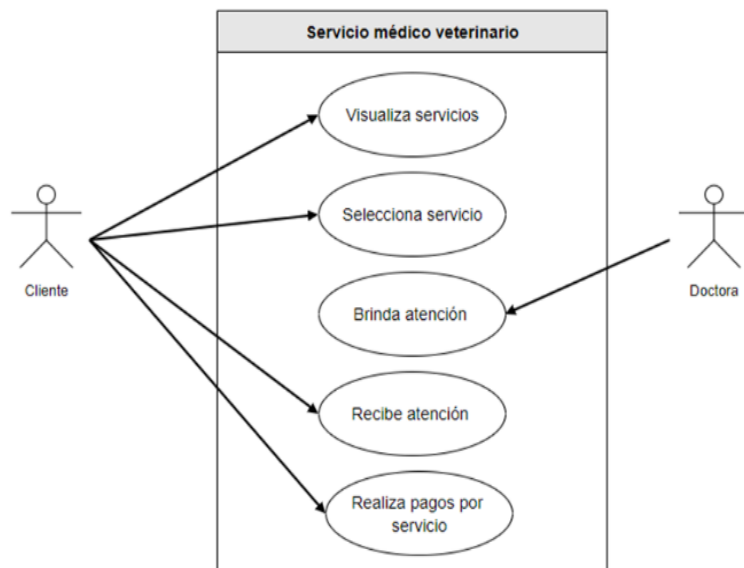 Servicio médico veterinario
Visualiza servicios
Selecciona servicio
Cliente
Doctora
Brinda atención
Recibe atención
Realiza pagos por
servicio